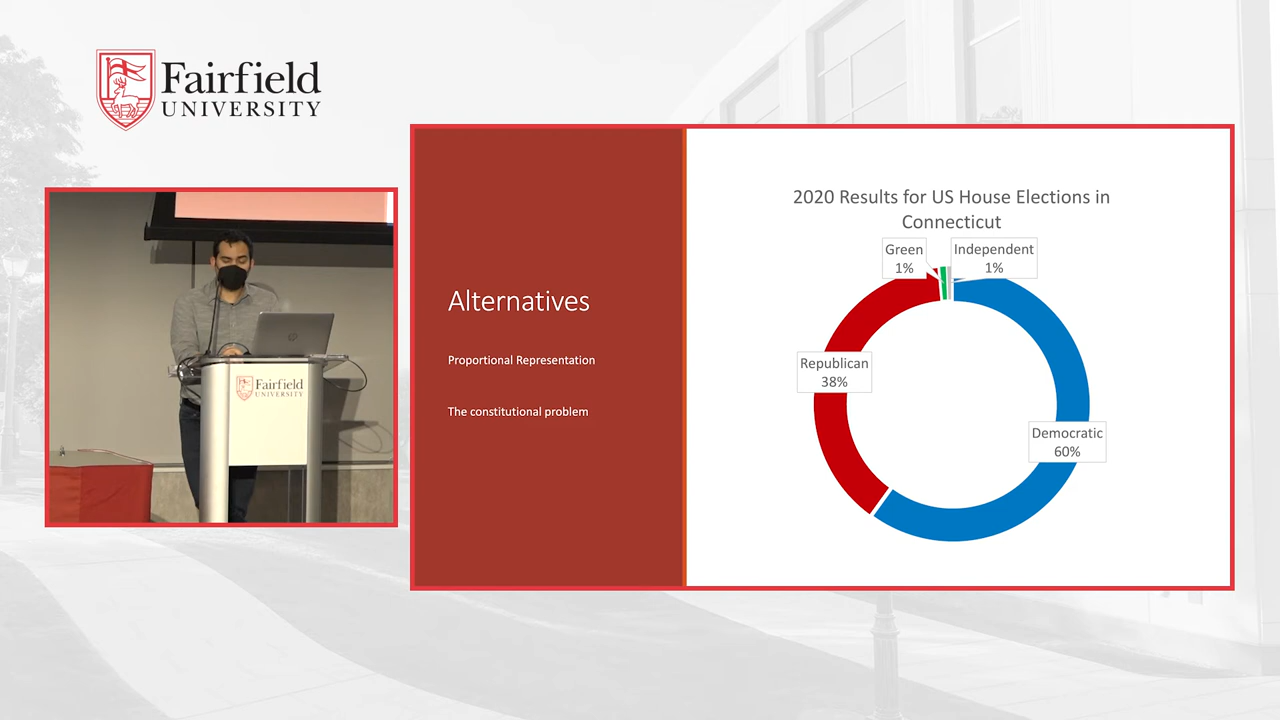 Fairfield
UNIVERSITY
Fairfield
UNIVERSITY
Alternatives
Proportional Representation
The constitutional problem
2020 Results for US House Elections in
Connecticut
Green
1%
Independent
1%
Republican
38%
Democratic
60%